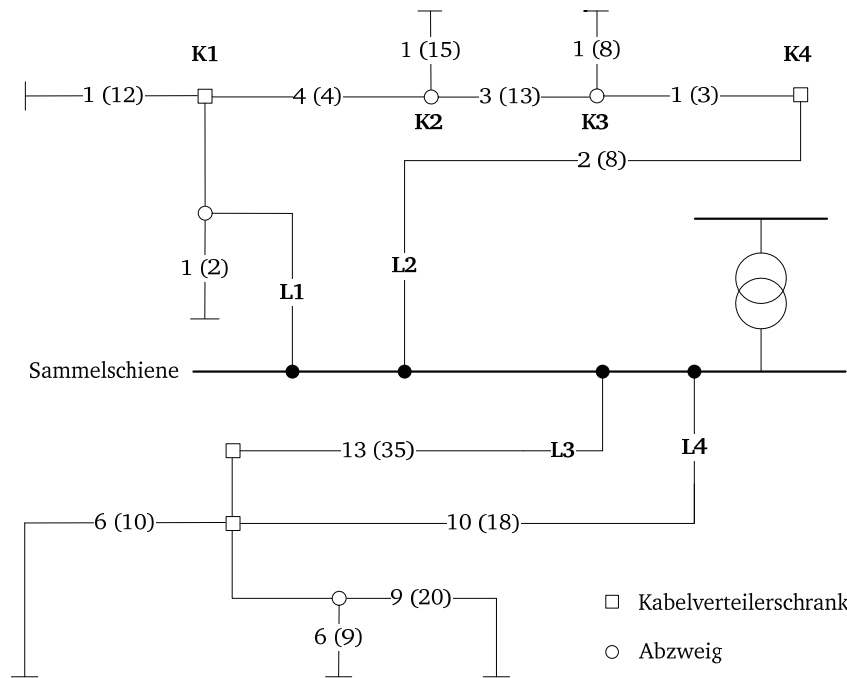 1 (15)
1 (8)
K1
K4
1 (12)
4 (4)
3 (13)
1 (3)
K2
K3
2 (8)
1 (2)
L2
L1
Sammelschiene
13 (35)
L3
L4
6 (10)
10 (18)
9 (20)
Kabelverteilerschrank
6 (9)
Abzweig